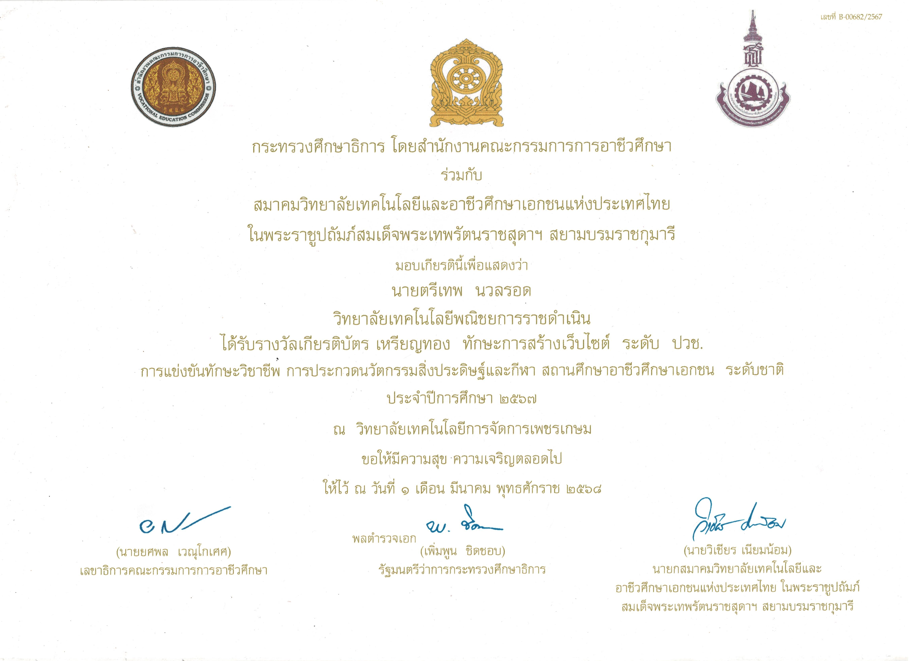 เลขที่ B-00682/2567
สำนักงานคณะกรรมการการอาชีวศึกษา
VOCATIONAL EDUCATION COMMISSION
กระทรวงศึกษาธิการ โดยสำนักงานคณะกรรมการการอาชีวศึกษา
ร่วมกับ
สมาคมวิทยาลัยเทคโนโลยีและอาชีวศึกษาเอกชนแห่งประเทศไทย
ในพระราชูปถัมภ์สมเด็จพระเทพรัตนราชสุดาฯ สยามบรมราชกุมารี
มอบเกียรตินี้เพื่อแสดงว่า
นายตรีเทพ นวลรอด
วิทยาลัยเทคโนโลยีพณิชยการราชดำเนิน
ได้รับรางวัลเกียรติบัตร เหรียญทอง ทักษะการสร้างเว็บไซต์ ระดับ ปวช.
การแข่งขันทักษะวิชาชีพ การประกวดนวัตกรรมสิ่งประดิษฐ์และกีฬา สถานศึกษาอาชีวศึกษาเอกชน ระดับชาติ
ประจำปีการศึกษา ๒๕๖๗
ณ วิทยาลัยเทคโนโลยีการจัดการเพชรเกษม
ขอให้มีความสุข ความเจริญตลอดไป
ให้ไว้ ณ วันที่ ๑ เดือน มีนาคม พุทธศักราช ๒๕๖๘
(นายยศพล เวณุโกเศศ)
เลขาธิการคณะกรรมการการอาชีวศึกษา
พลตำรวจเอก
(เพิ่มพูน ชิดชอบ)
รัฐมนตรีว่าการกระทรวงศึกษาธิการ
(นายวิเชียร เนียมน้อม)
นายกสมาคมวิทยาลัยเทคโนโลยีและ
อาชีวศึกษาเอกชนแห่งประเทศไทย ในพระราชูปถัมภ์
สมเด็จพระเทพรัตนราชสุดาฯ สยามบรมราชกุมารี